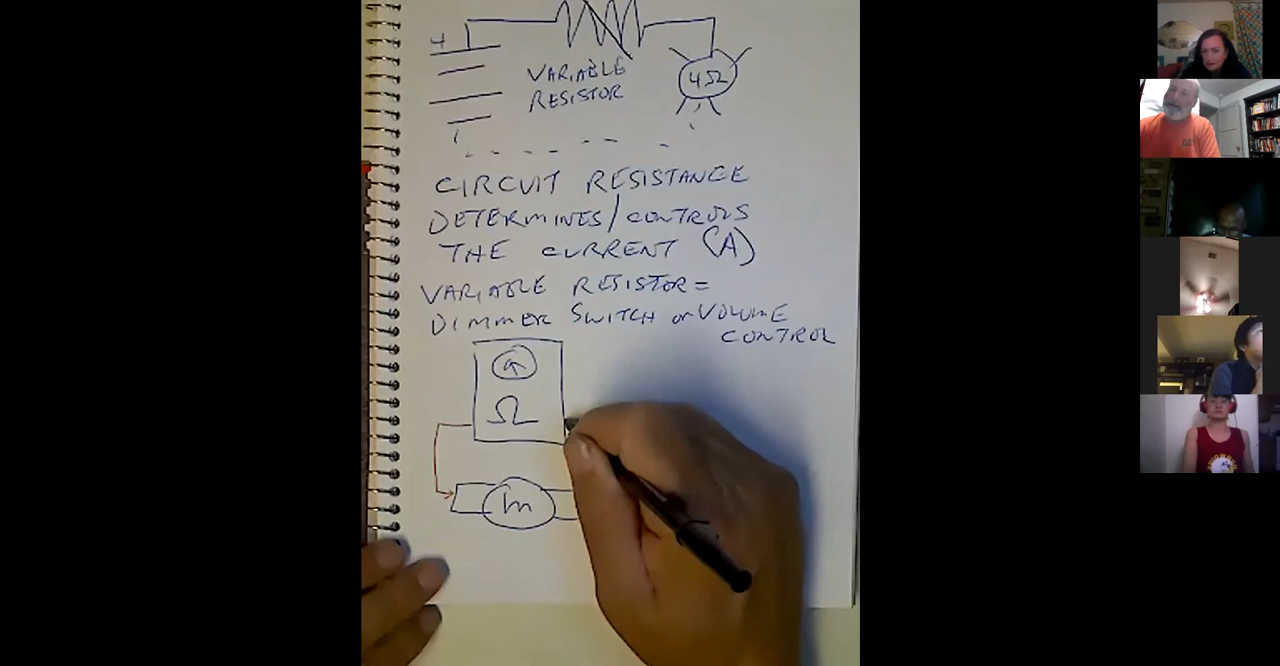 4
VARIABLE
RESISTOR
4Ω
CIRCUIT RESISTANCE
DETERMINES/CONTROLS
THE CURRENT (A)
VARIABLE RESISTOR=
DIMMER SWITCH OR VOLUME
CONTROL
Ω
m